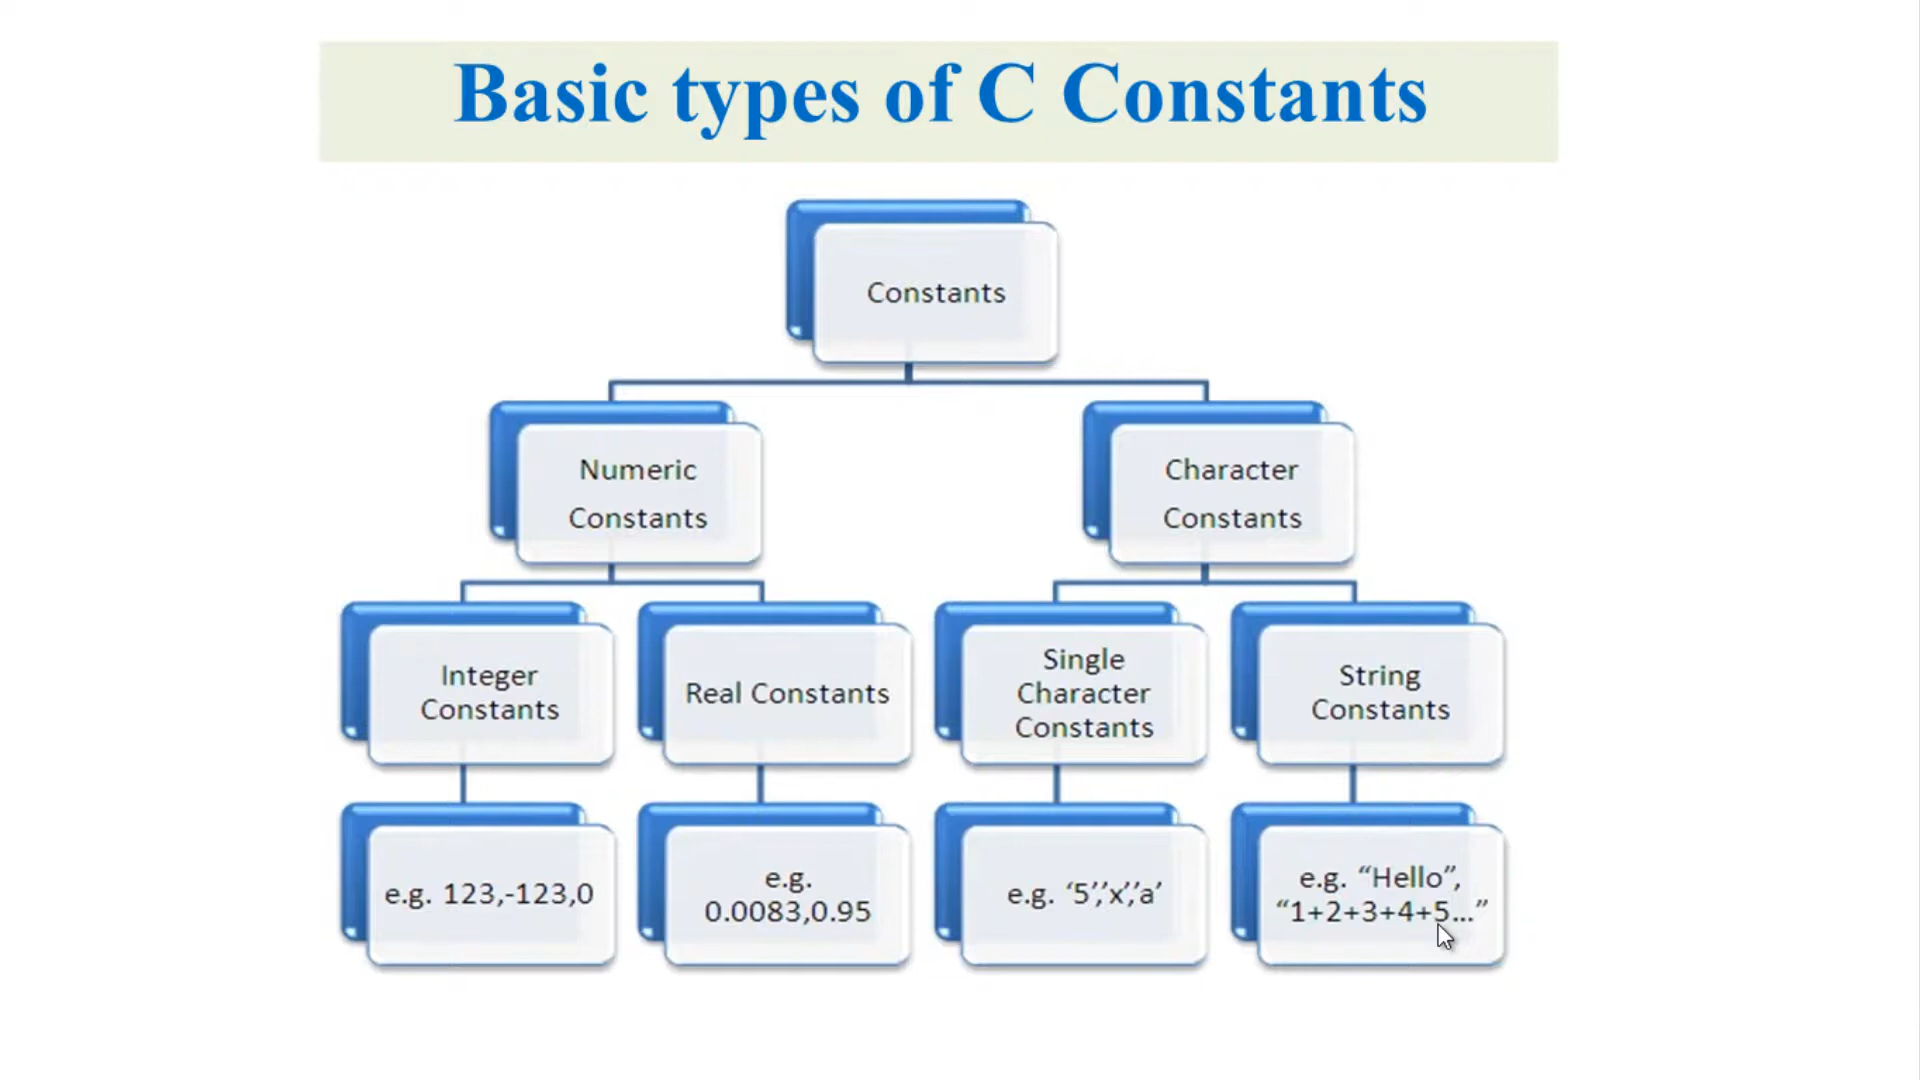 Basic types of C Constants
Constants
Numeric
Constants
Character
Constants
Integer
Constants
Real Constants
Single
Character
Constants
String
Constants
e.g. 123,-123,0
e.g.
0.0083,0.95
e.g. ‘5’,’x’,’a’
e.g. “Hello”,
“1+2+3+4+5...”